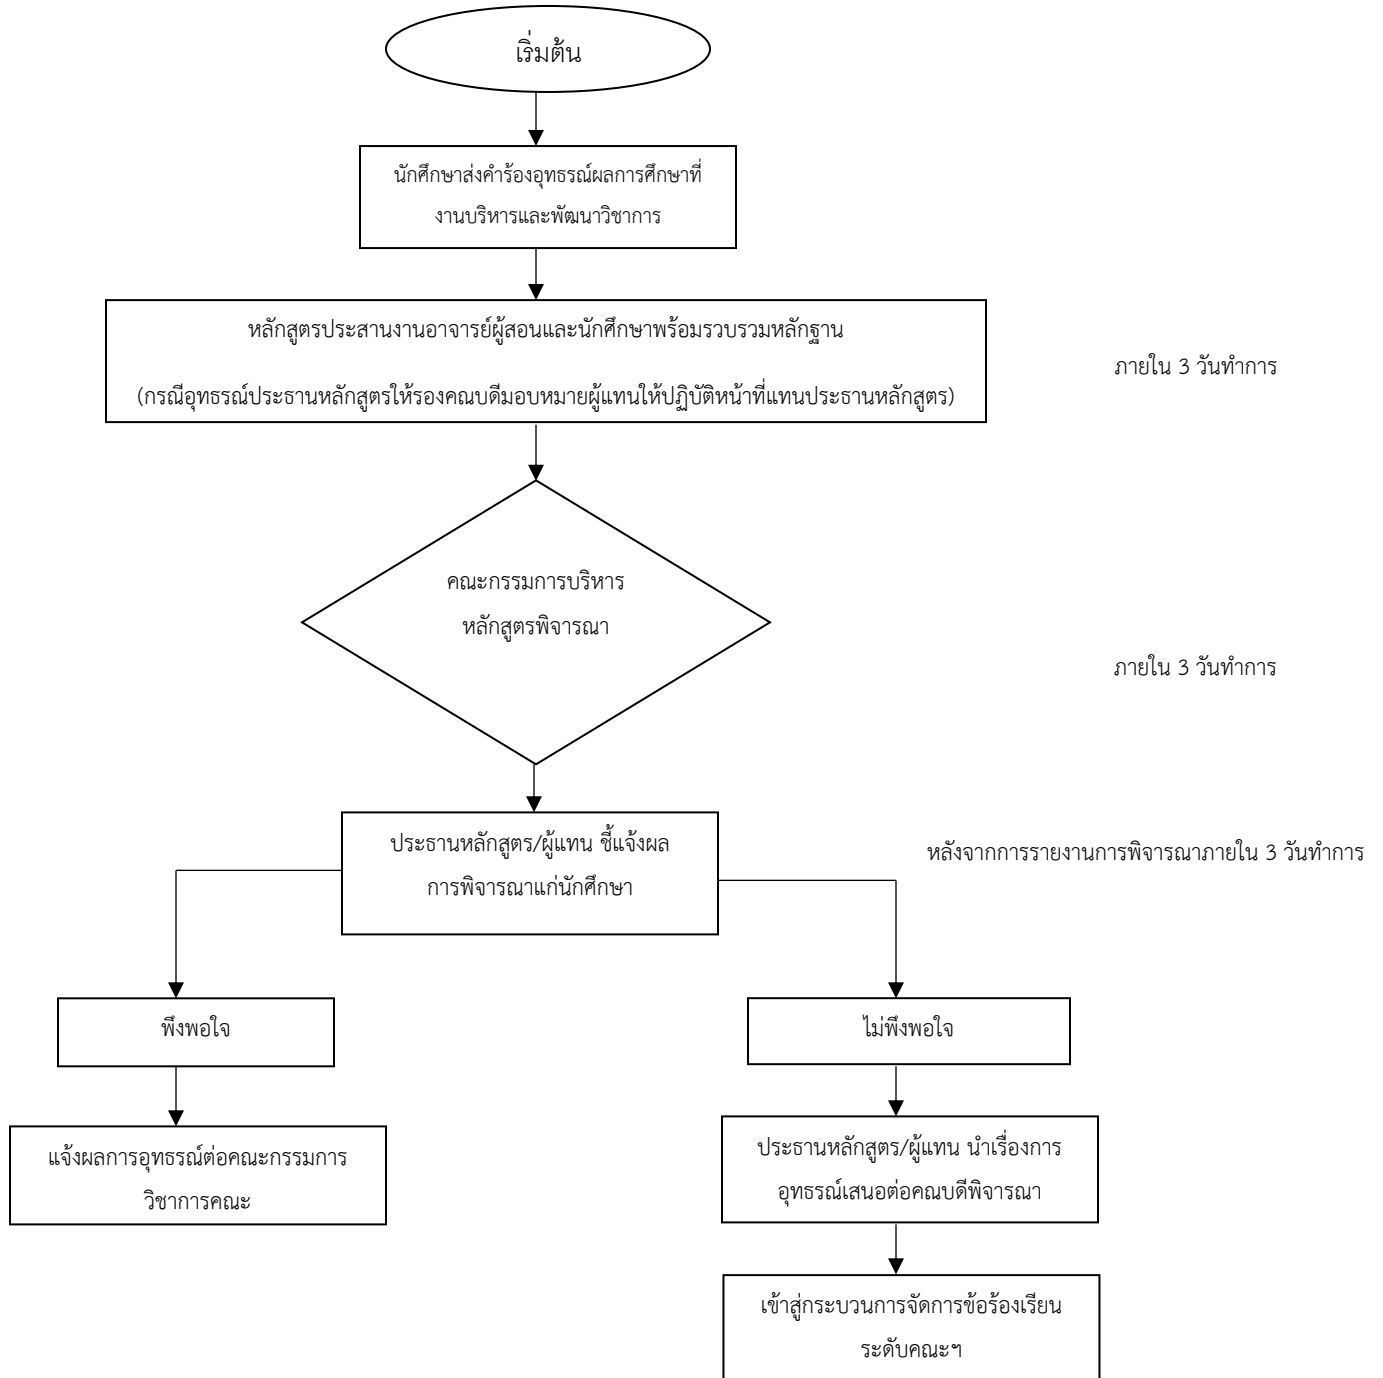 เริ่มต้น
นักศึกษาส่งคำร้องอุทธรณ์ผลการศึกษาที่
งานบริหารและพัฒนาวิชาการ
หลักสูตรประสานงานอาจารย์ผู้สอนและนักศึกษาพร้อมรวบรวมหลักฐาน
(กรณีอุทธรณ์ประธานหลักสูตรให้รองคณบดีมอบหมายผู้แทนให้ปฏิบัติหน้าที่แทนประธานหลักสูตร)
ภายใน 3 วันทำการ
คณะกรรมการบริหาร
หลักสูตรพิจารณา
ภายใน 3 วันทำการ
ประธานหลักสูตร/ผู้แทน ชี้แจ้งผล
การพิจารณาแก่นักศึกษา
หลังจากการรายงานการพิจารณาภายใน 3 วันทำการ
พึงพอใจ
ไม่พึงพอใจ
แจ้งผลการอุทธรณ์ต่อคณะกรรมการ
วิชาการคณะ
ประธานหลักสูตร/ผู้แทน นำเรื่องการ
อุทธรณ์เสนอต่อคณบดีพิจารณา
เข้าสู่กระบวนการจัดการข้อร้องเรียน
ระดับคณะฯ